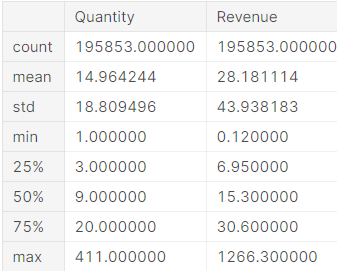 Quantity Revenue
count 195853.000000 195853.000000
mean 14.964244 28.181114
std 18.809496 43.938183
min 1.000000 0.120000
25% 3.000000 6.950000
50% 9.000000 15.300000
75% 20.000000 30.600000
max 411.000000 1266.300000